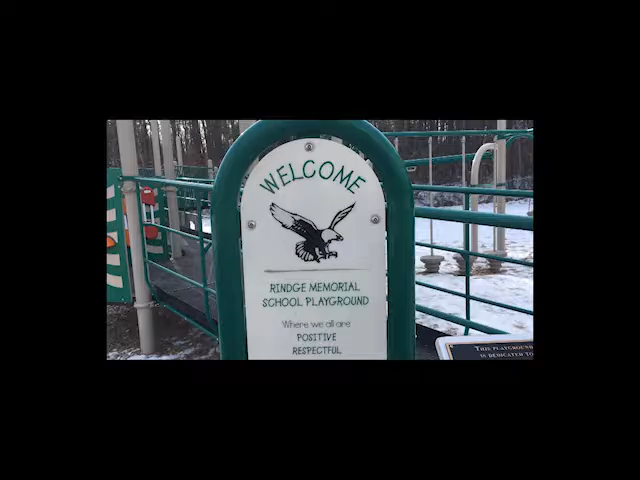 WELCOME
RINDGE MEMORIAL
SCHOOL PLAYGROUND
Where we all are
POSITIVE
RESPECTFUL
THIS PLAYGROUND
IS DEDICATED TO